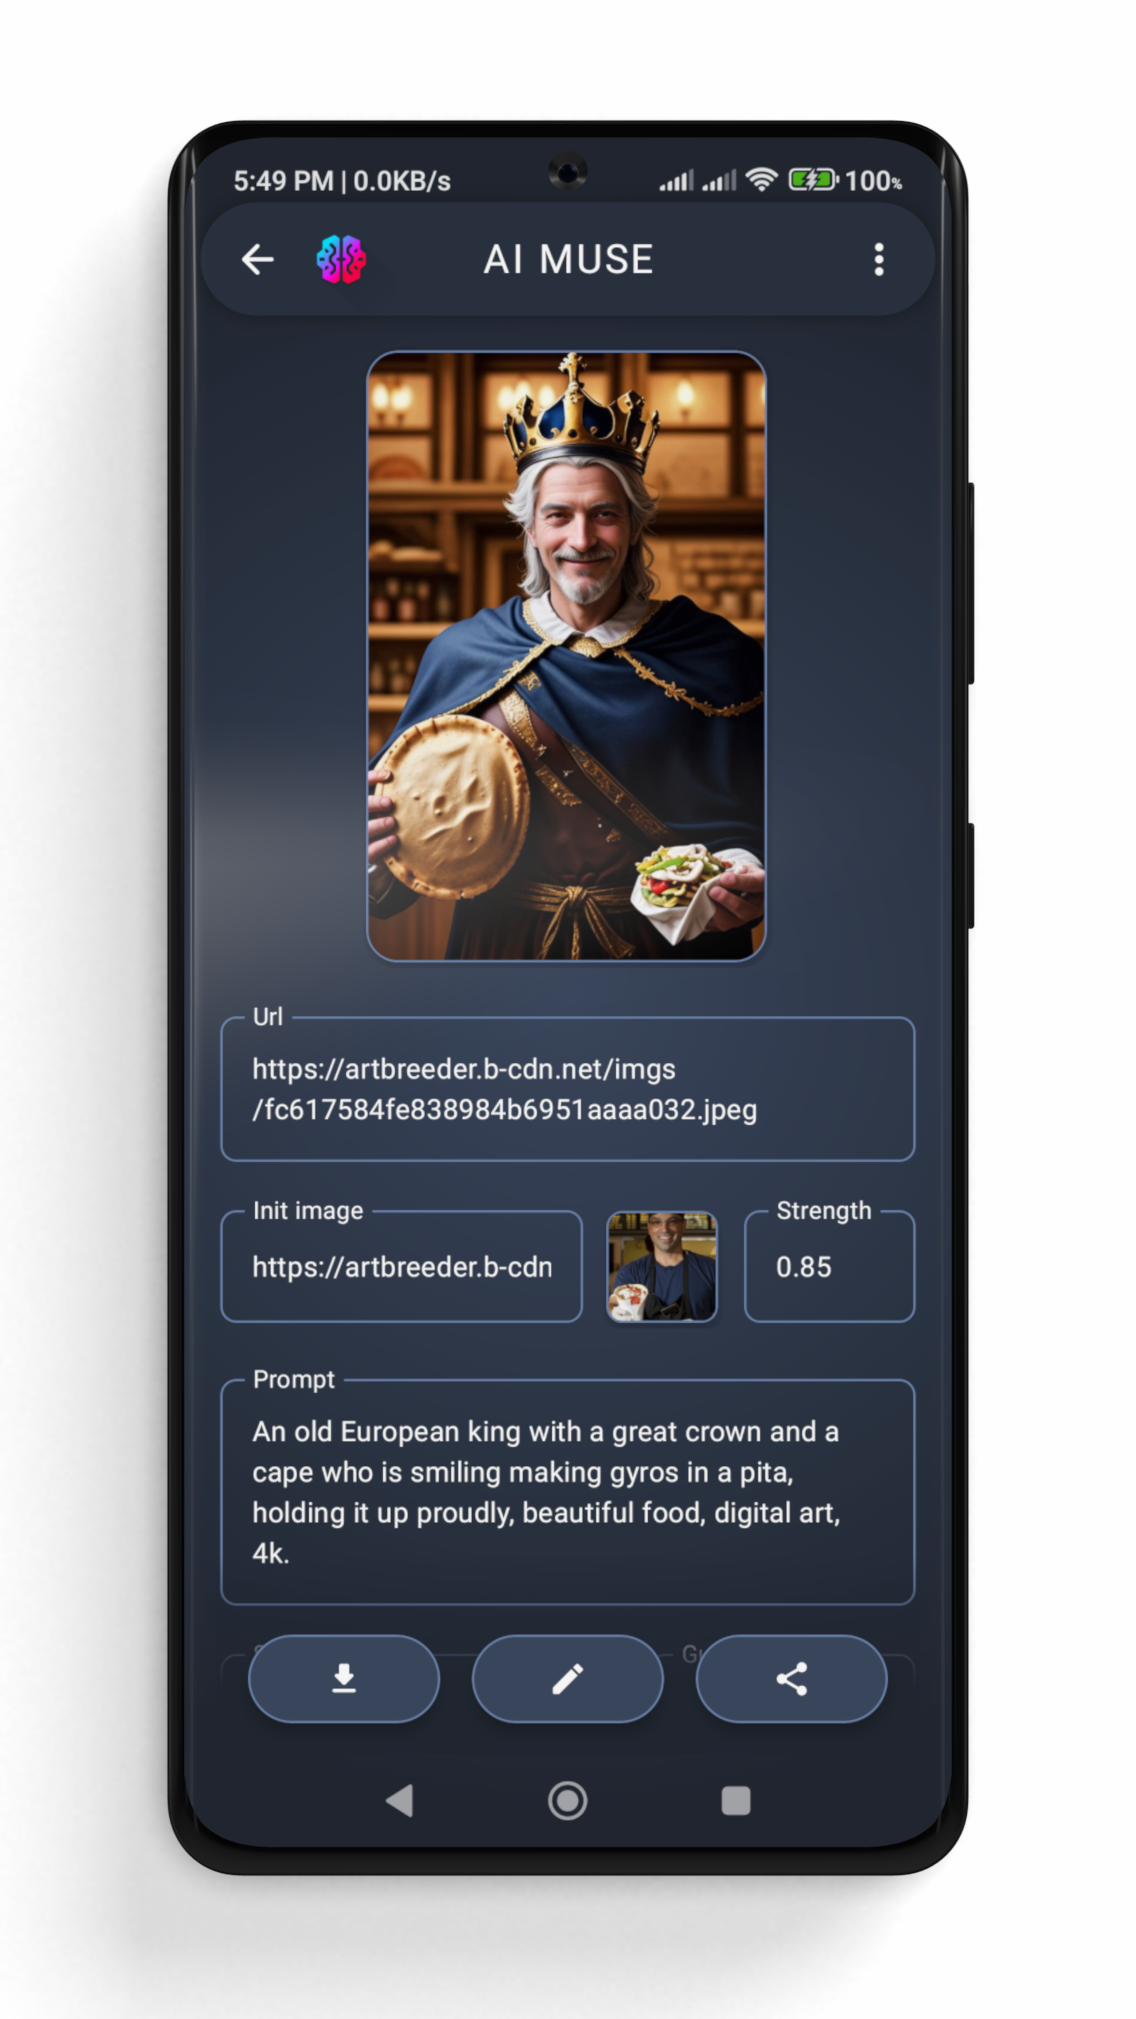 5:49 PM | 0.0KB/s 100%
AI MUSE
Url
https://artbreeder.b-cdn.net/imgs
/fc617584fe838984b6951aaaa032.jpeg
Init image
Strength
https://artbreeder.b-cdn
0.85
Prompt
An old European king with a great crown and a
cape who is smiling making gyros in a pita,
holding it up proudly, beautiful food, digital art,
4k.